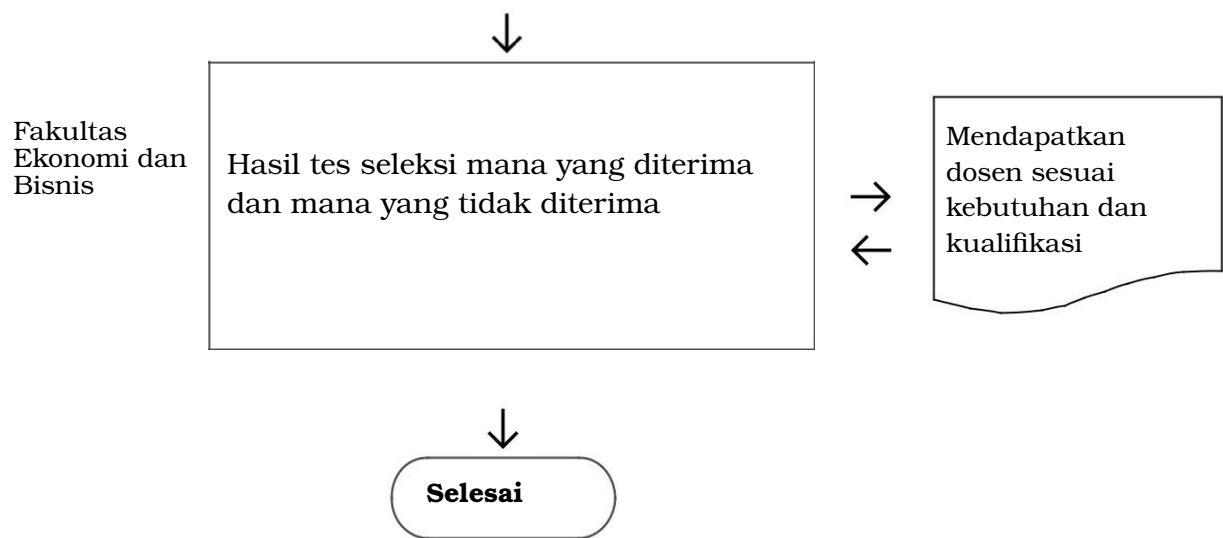 Fakultas
Ekonomi dan
Bisnis
Hasil tes seleksi mana yang diterima
dan mana yang tidak diterima
Mendapatkan
dosen sesuai
kebutuhan dan
kualifikasi
Selesai